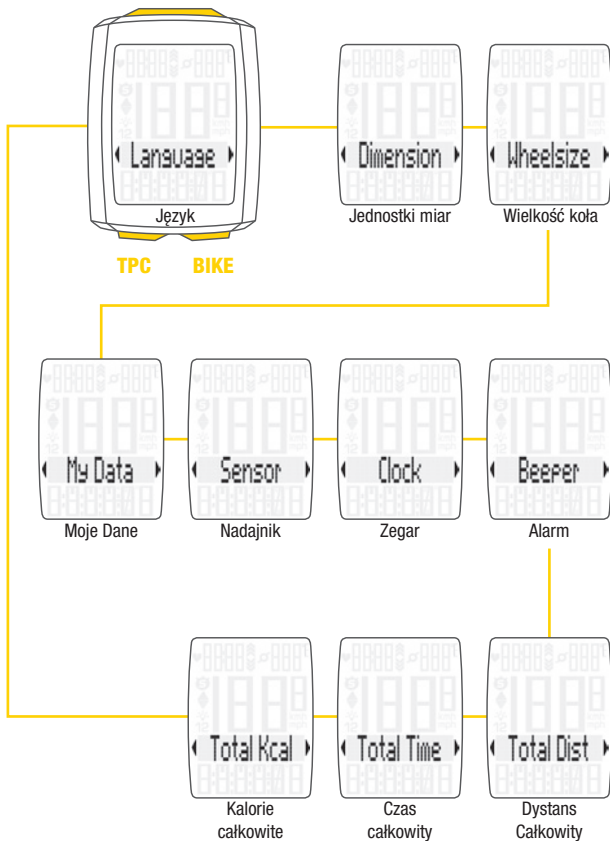 Language
Język
TPC BIKE
Dimension
Jednostki miar
Wheelsize
Wielkość koła
My Data
Moje Dane
Sensor
Nadajnik
Clock
Zegar
Beeper
Alarm
Total Kcal
Kalorie
całkowite
Total Time
Czas
całkowity
Total Dist
Dystans
Całkowity